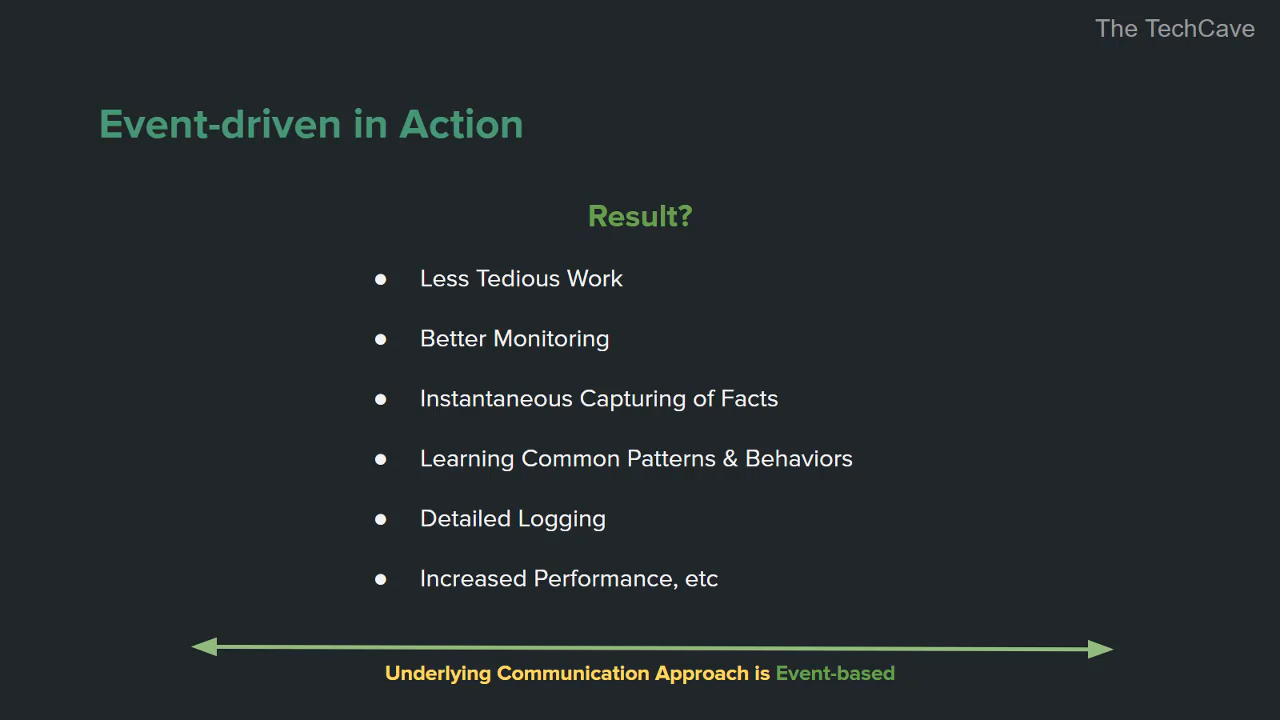 The TechCave
Event-driven in Action
Result?
● Less Tedious Work
● Better Monitoring
● Instantaneous Capturing of Facts
● Learning Common Patterns & Behaviors
● Detailed Logging
● Increased Performance, etc
Underlying Communication Approach is Event-based